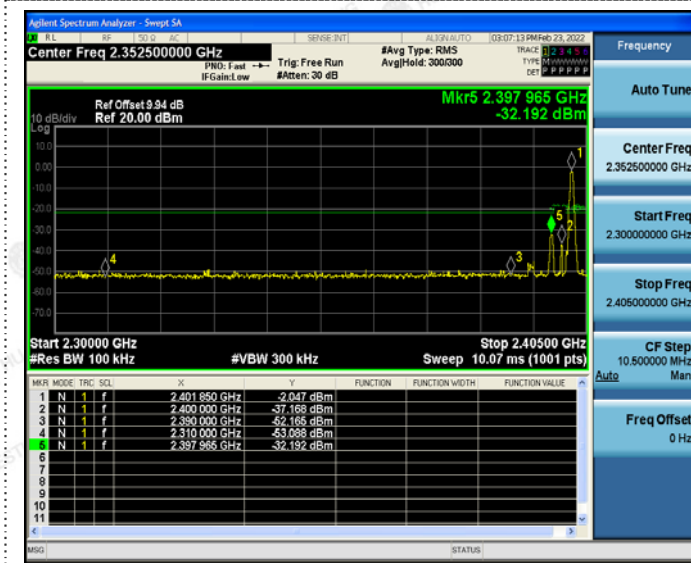 Agilent Spectrum Analyzer - Swept SA
RL RF 50 Ω AC SENSE:INT ALIGN AUTO 03:07:13 PM Feb 23, 2022
Center Freq 2.352500000 GHz
PNO: Fast
IFGain:Low
Trig: Free Run
#Atten: 30 dB
#Avg Type: RMS
Avg|Hold: 300/300
TRACE 1 2 3 4 5 6
TYPE M W W W W W
DET P P P P P P
Ref Offset 9.94 dB
Ref 20.00 dBm
Mkr5 2.397 965 GHz
-32.192 dBm
10 dB/div
Log
10.0
0.00
-10.0
-20.0
-30.0
-40.0
-50.0
-60.0
-70.0
1
5
2
3
4
Start 2.30000 GHz
Stop 2.40500 GHz
#Res BW 100 kHz #VBW 300 kHz Sweep 10.07 ms (1001 pts)
MKR MODE TRC SCL X Y FUNCTION FUNCTION WIDTH FUNCTION VALUE
1 N 1 f 2.401 850 GHz -2.047 dBm
2 N 1 f 2.400 000 GHz -37.168 dBm
3 N 1 f 2.390 000 GHz -52.165 dBm
4 N 1 f 2.310 000 GHz -53.088 dBm
5 N 1 f 2.397 965 GHz -32.192 dBm
6
7
8
9
10
11
MSG STATUS
Frequency
Auto Tune
Center Freq
2.352500000 GHz
Start Freq
2.300000000 GHz
Stop Freq
2.405000000 GHz
CF Step
10.500000 MHz
Auto Man
Freq Offset
0 Hz